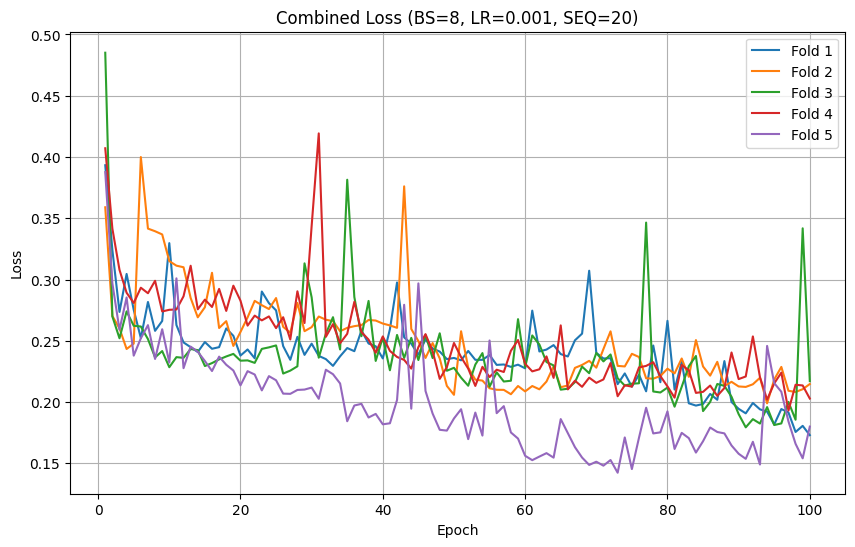 Combined Loss (BS=8, LR=0.001, SEQ=20)
Fold 1
Fold 2
Fold 3
Fold 4
Fold 5
Loss
0.50
0.45
0.40
0.35
0.30
0.25
0.20
0.15
0 20 40 60 80 100
Epoch